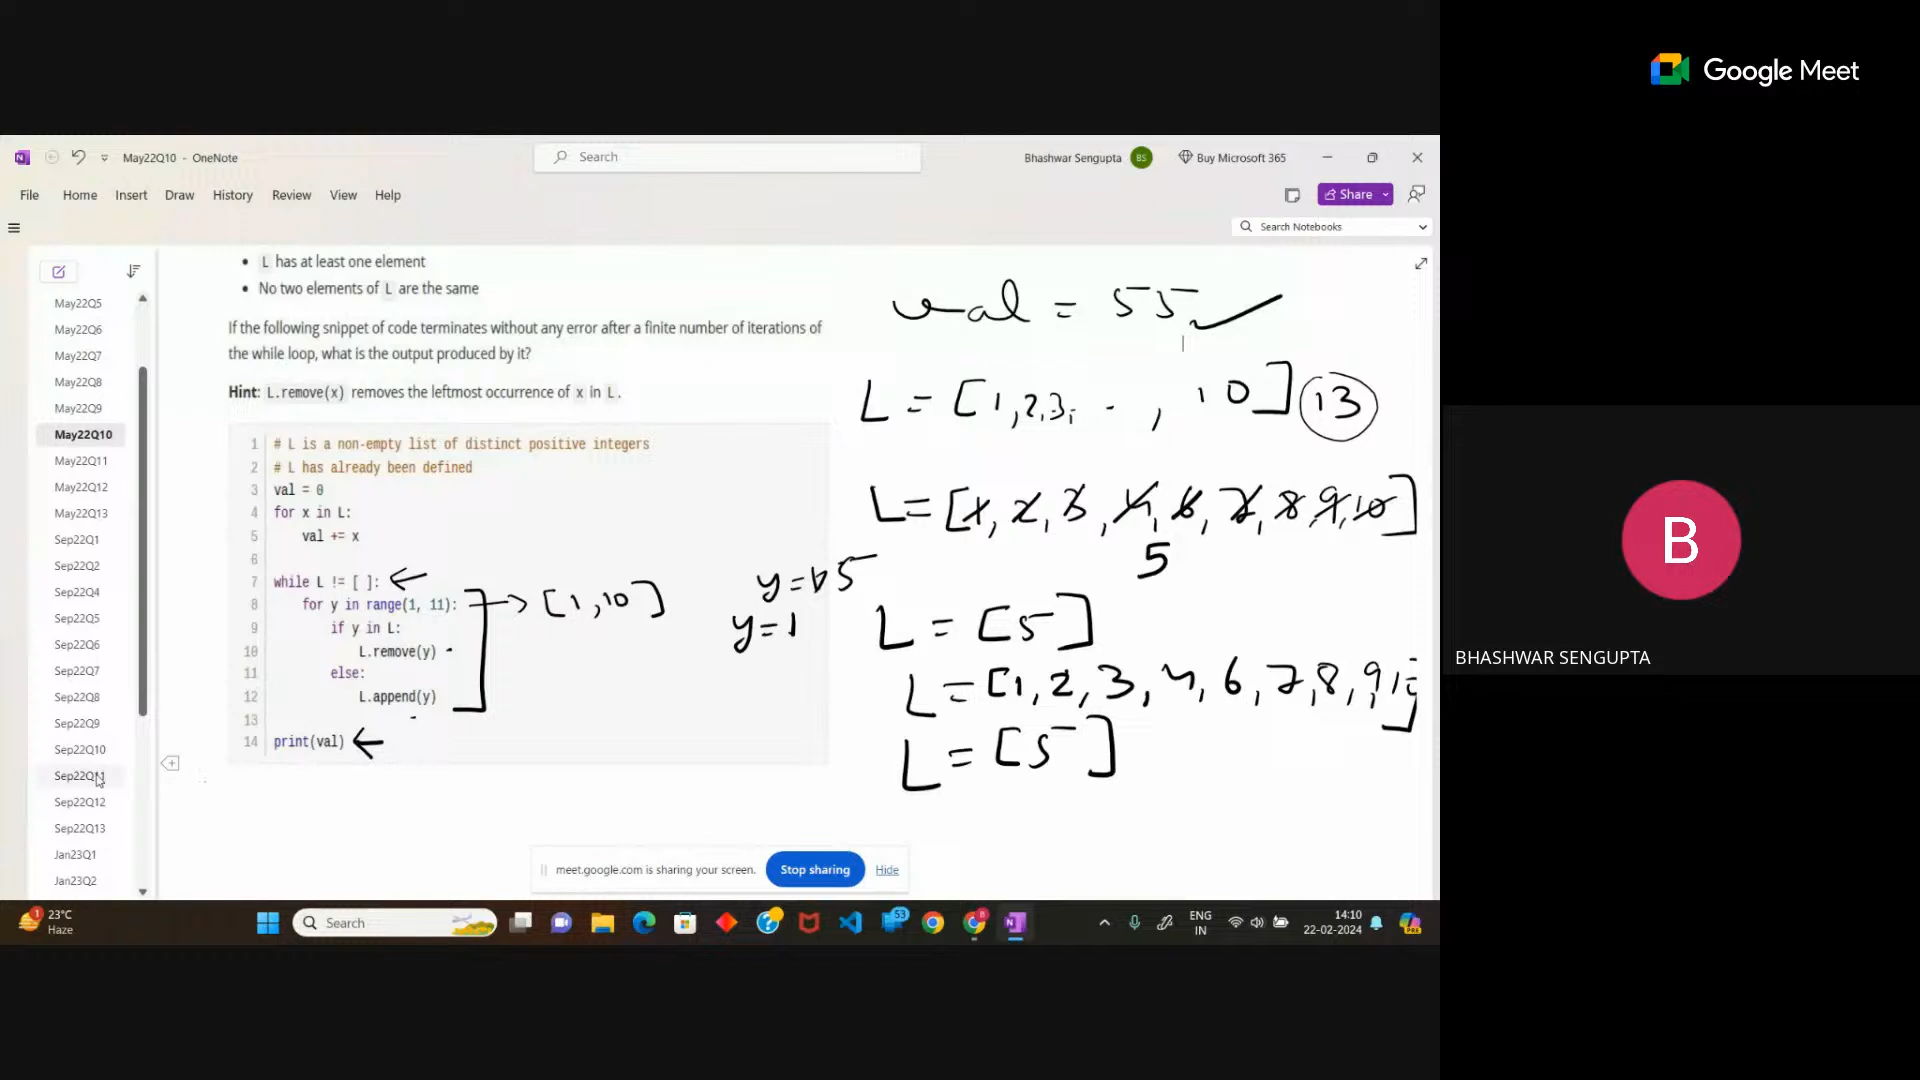 Google Meet
May22Q10 - OneNote
Search
Bhashwar Sengupta
BS
Buy Microsoft 365
File
Home
Insert
Draw
History
Review
View
Help
Share
Search Notebooks
May22Q5
May22Q6
May22Q7
May22Q8
May22Q9
May22Q10
May22Q11
May22Q12
May22Q13
Sep22Q1
Sep22Q2
Sep22Q4
Sep22Q5
Sep22Q6
Sep22Q7
Sep22Q8
Sep22Q9
Sep22Q10
Sep22Q11
Sep22Q12
Sep22Q13
Jan23Q1
Jan23Q2
• L has at least one element
• No two elements of L are the same
If the following snippet of code terminates without any error after a finite number of iterations of
the while loop, what is the output produced by it?
Hint: L.remove(x) removes the leftmost occurrence of x in L.
1 # L is a non-empty list of distinct positive integers
2 # L has already been defined
3 val = 0
4 for x in L:
5 val += x
6
7 while L != [ ]:
8 for y in range(1, 11):
9 if y in L:
10 L.remove(y)
11 else:
12 L.append(y)
13
14 print(val)
[1,10]
y=1
val = 55
L = [1,2,3, . , 10] 13
L=[1, 2, 3, 4, 6, 7, 8, 9, 10]
5
L = [5]
L=[1, 2, 3, 4, 6, 7, 8, 9, 10]
L = [5]
meet.google.com is sharing your screen.
Stop sharing
Hide
B
BHASHWAR SENGUPTA
1
23°C
Haze
Search
53
ENG
IN
14:10
22-02-2024
PRE